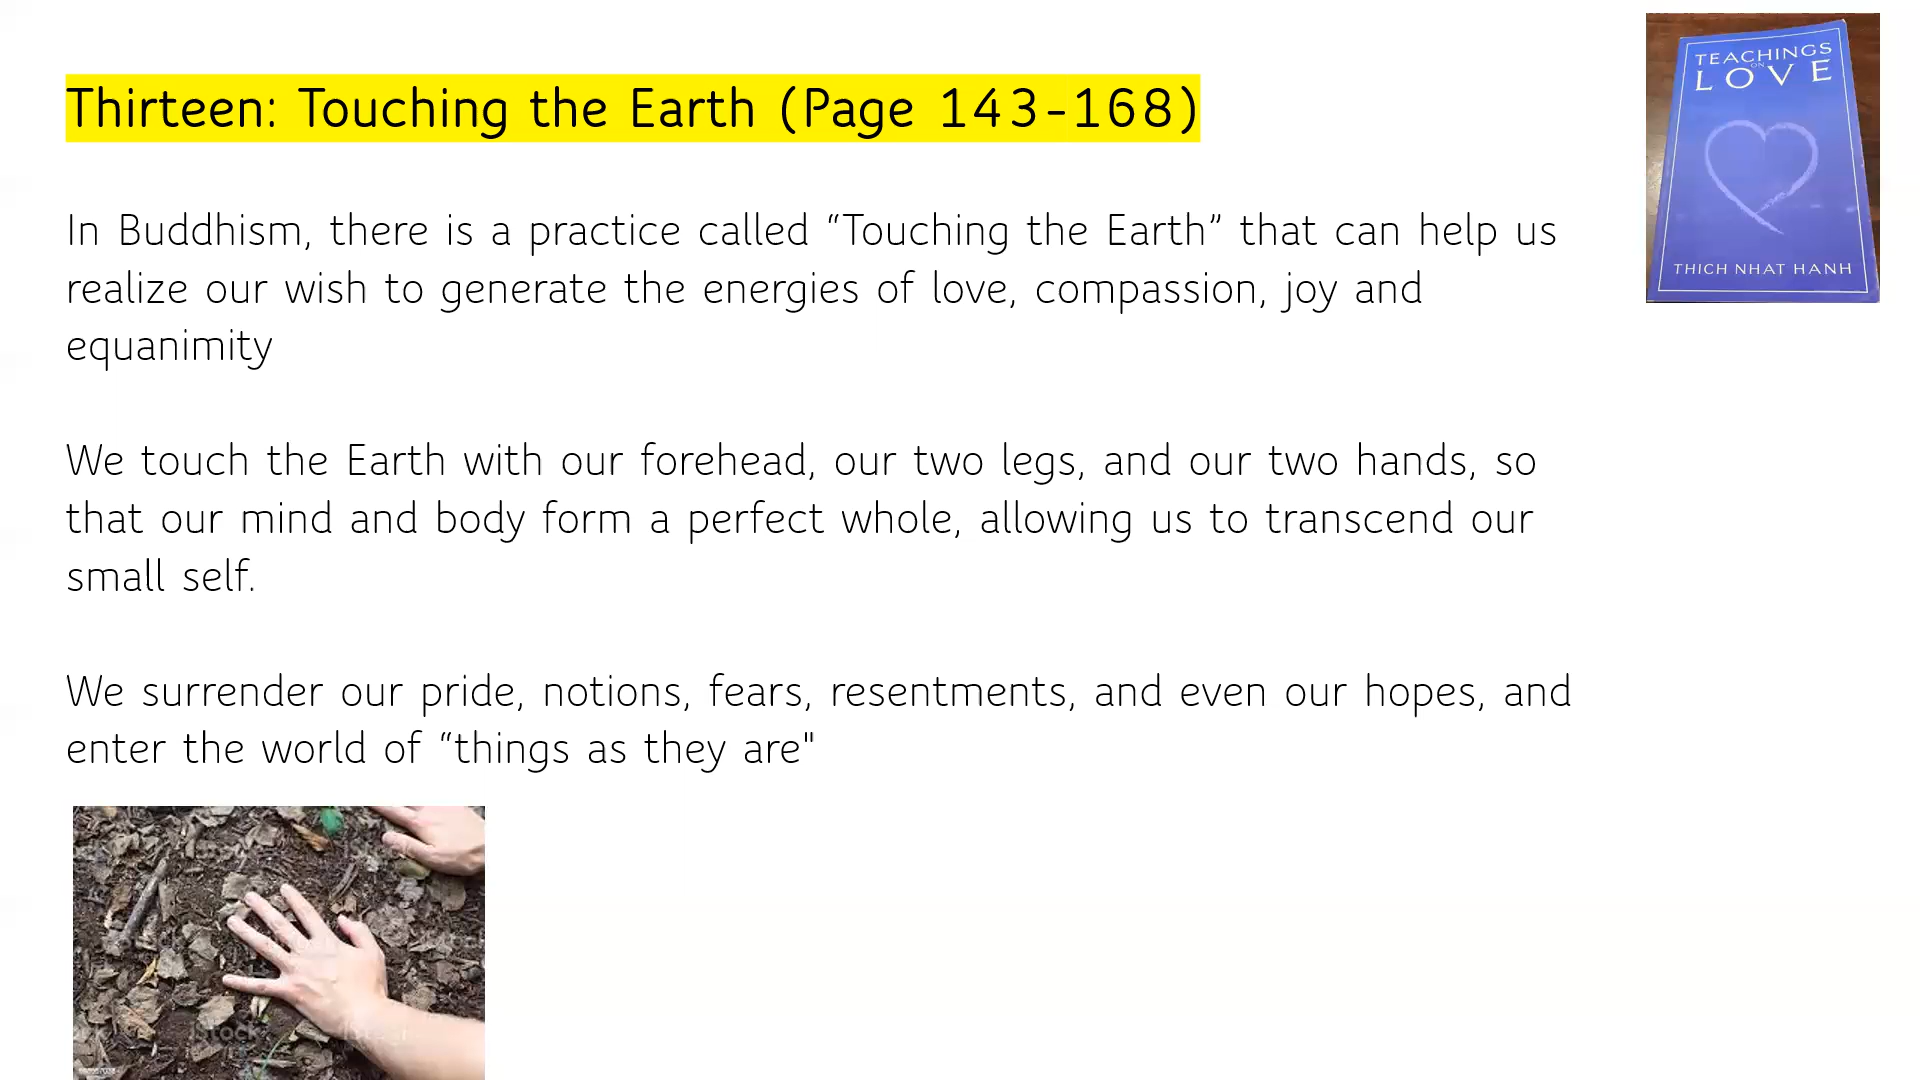 Thirteen: Touching the Earth (Page 143-168)
TEACHINGS
ON
LOVE
THICH NHAT HANH
In Buddhism, there is a practice called “Touching the Earth” that can help us
realize our wish to generate the energies of love, compassion, joy and
equanimity
We touch the Earth with our forehead, our two legs, and our two hands, so
that our mind and body form a perfect whole, allowing us to transcend our
small self.
We surrender our pride, notions, fears, resentments, and even our hopes, and
enter the world of “things as they are"
iStock